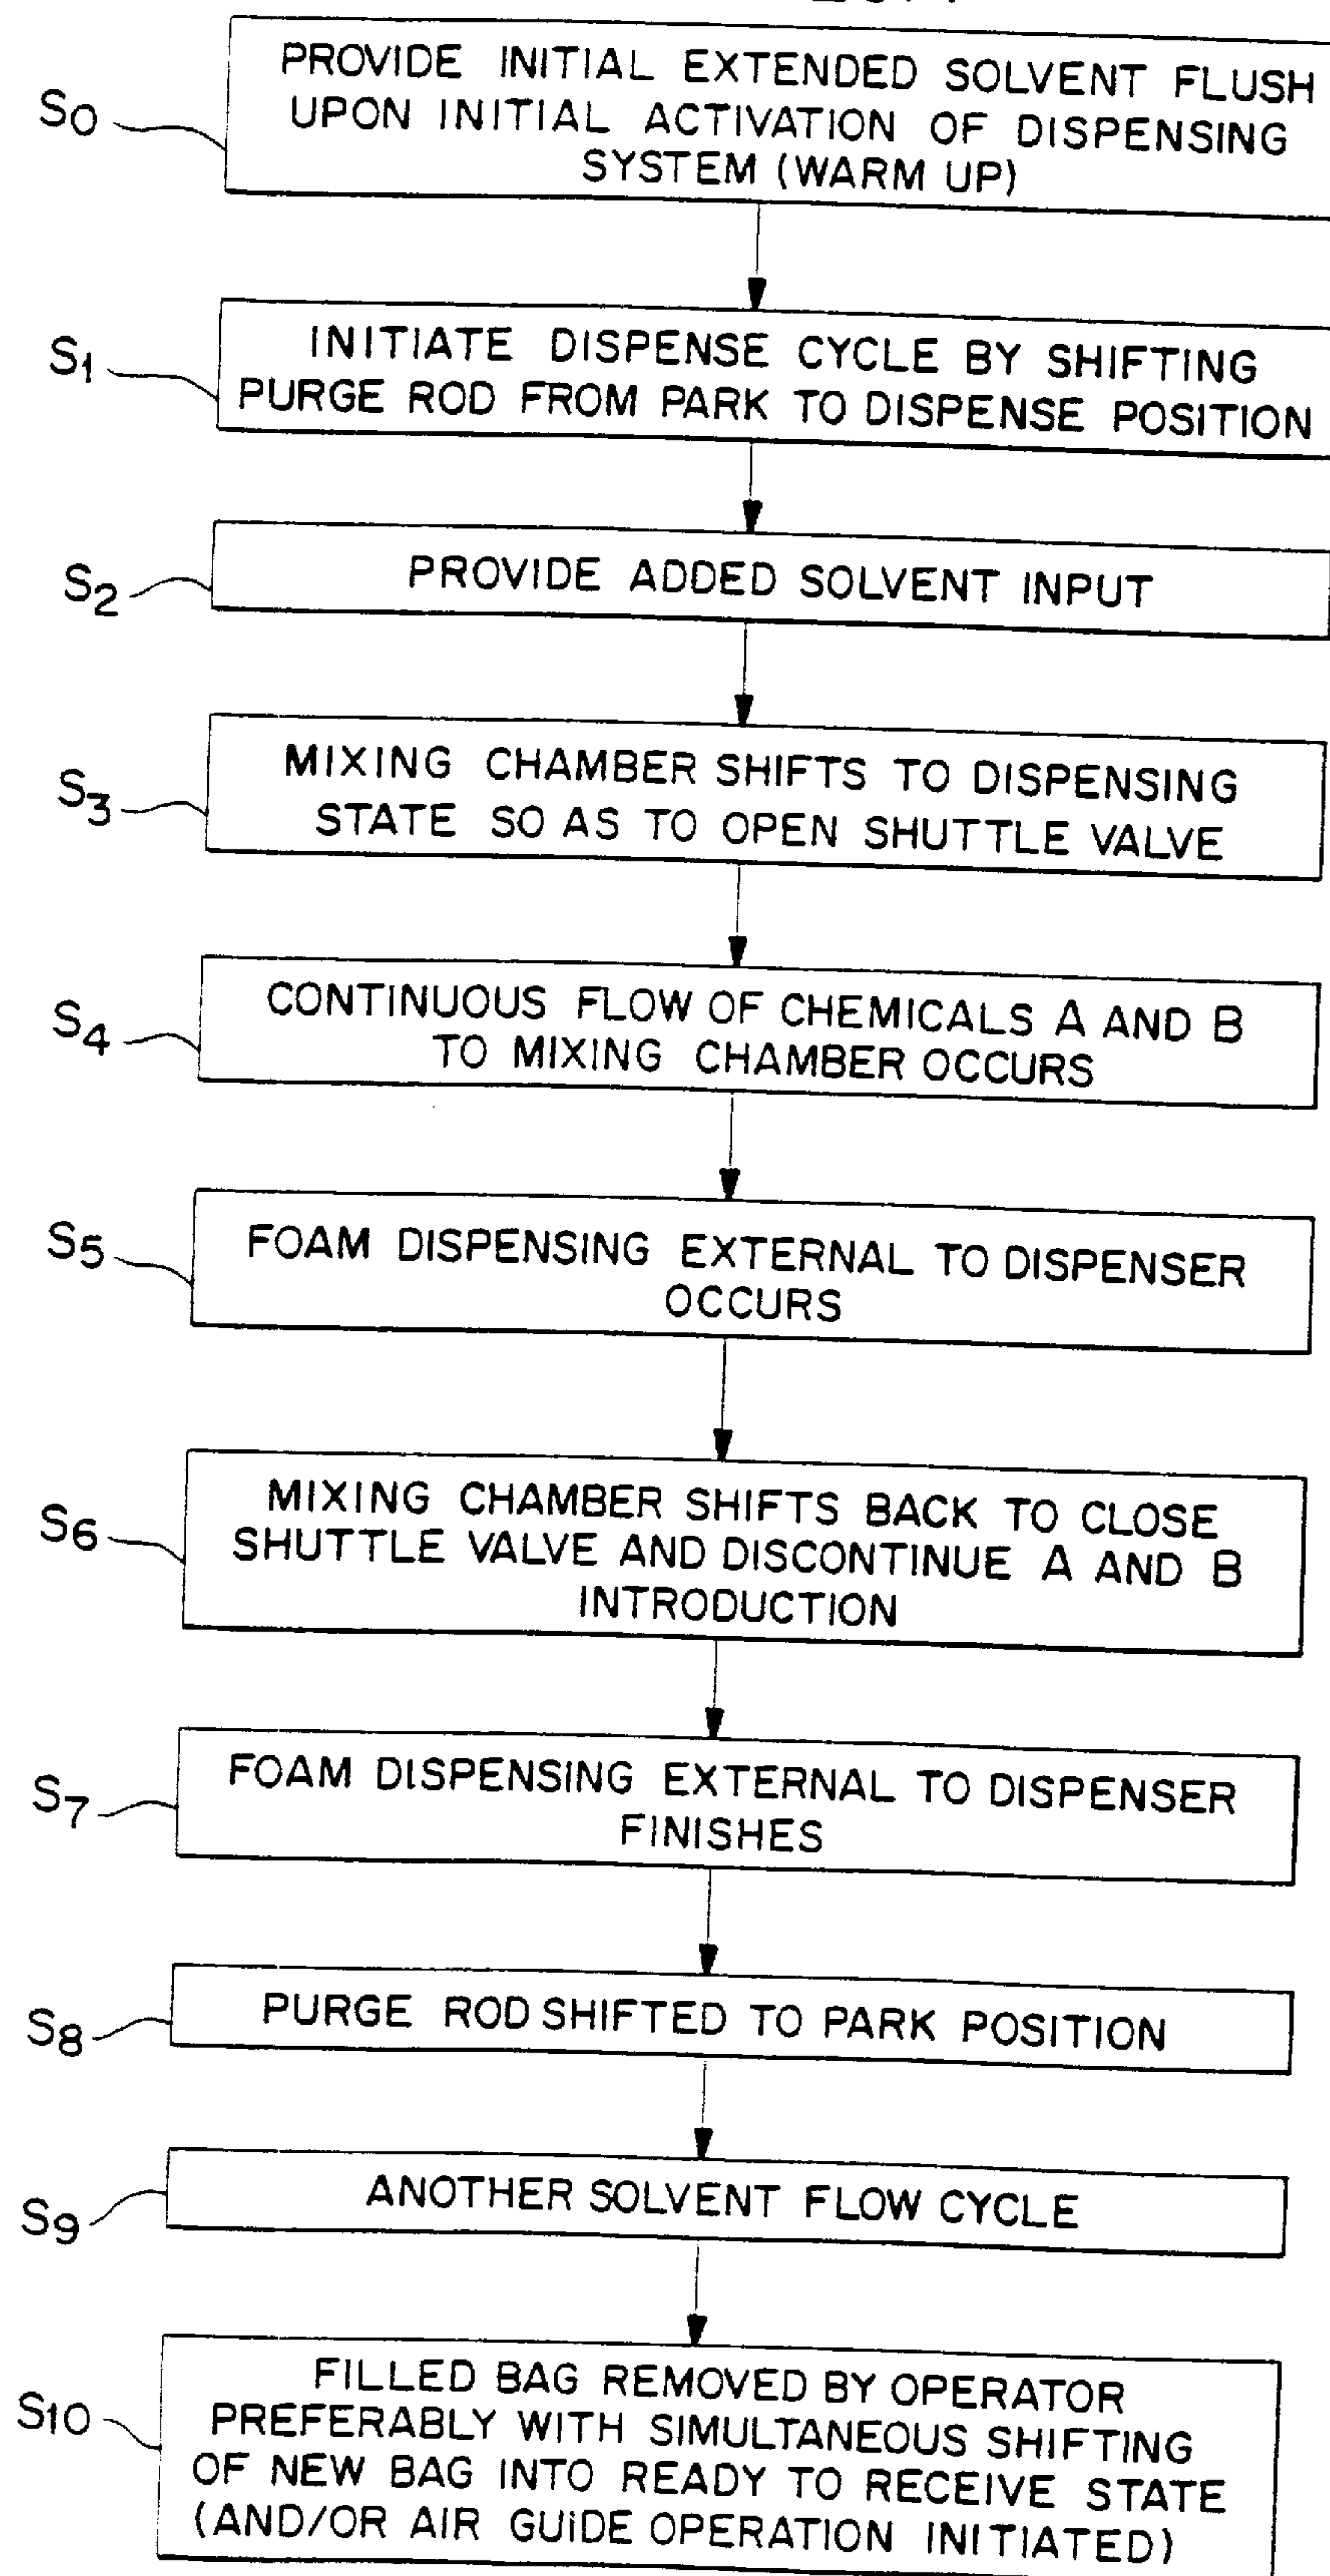 S0
PROVIDE INITIAL EXTENDED SOLVENT FLUSH
UPON INITIAL ACTIVATION OF DISPENSING
SYSTEM (WARM UP)
S1
INITIATE DISPENSE CYCLE BY SHIFTING
PURGE ROD FROM PARK TO DISPENSE POSITION
S2
PROVIDE ADDED SOLVENT INPUT
S3
MIXING CHAMBER SHIFTS TO DISPENSING
STATE SO AS TO OPEN SHUTTLE VALVE
S4
CONTINUOUS FLOW OF CHEMICALS A AND B
TO MIXING CHAMBER OCCURS
S5
FOAM DISPENSING EXTERNAL TO DISPENSER
OCCURS
S6
MIXING CHAMBER SHIFTS BACK TO CLOSE
SHUTTLE VALVE AND DISCONTINUE A AND B
INTRODUCTION
S7
FOAM DISPENSING EXTERNAL TO DISPENSER
FINISHES
S8
PURGE ROD SHIFTED TO PARK POSITION
S9
ANOTHER SOLVENT FLOW CYCLE
S10
FILLED BAG REMOVED BY OPERATOR
PREFERABLY WITH SIMULTANEOUS SHIFTING
OF NEW BAG INTO READY TO RECEIVE STATE
(AND/OR AIR GUIDE OPERATION INITIATED)